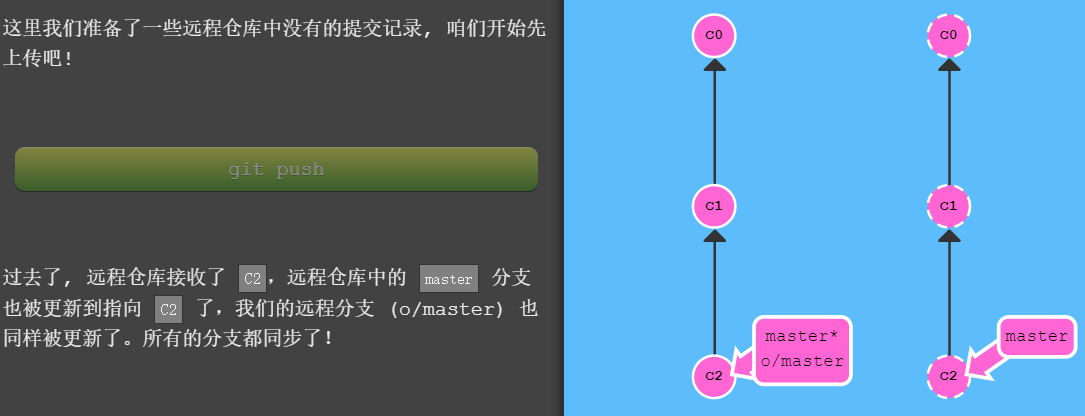 这里我们准备了一些远程仓库中没有的提交记录, 咱们开始先
上传吧!
git push
过去了, 远程仓库接收了 C2，远程仓库中的 master 分支
也被更新到指向 C2 了，我们的远程分支 (o/master) 也
同样被更新了。所有的分支都同步了!
C0
C1
C2
master*
o/master
C0
C1
C2
master